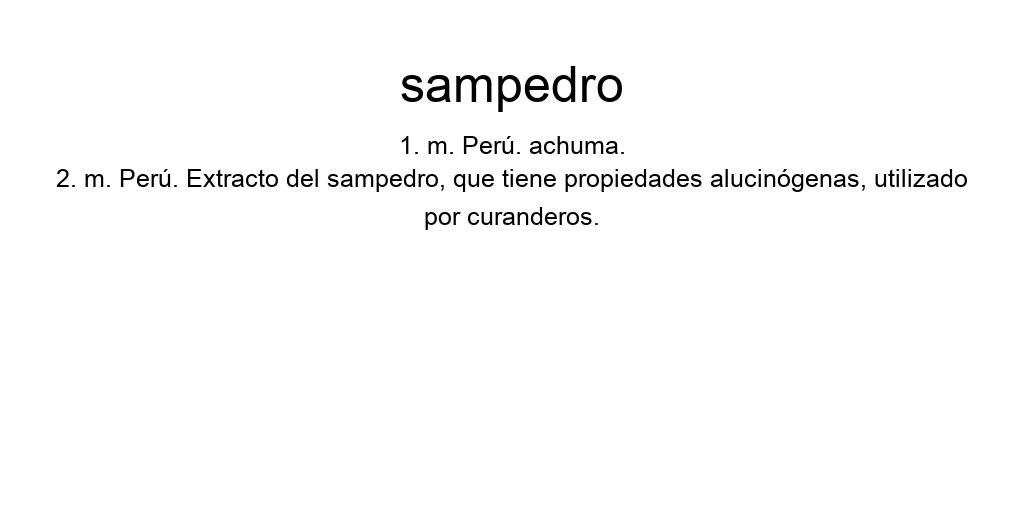 sampedro
1. m. Perú. achuma.
2. m. Perú. Extracto del sampedro, que tiene propiedades alucinógenas, utilizado
por curanderos.